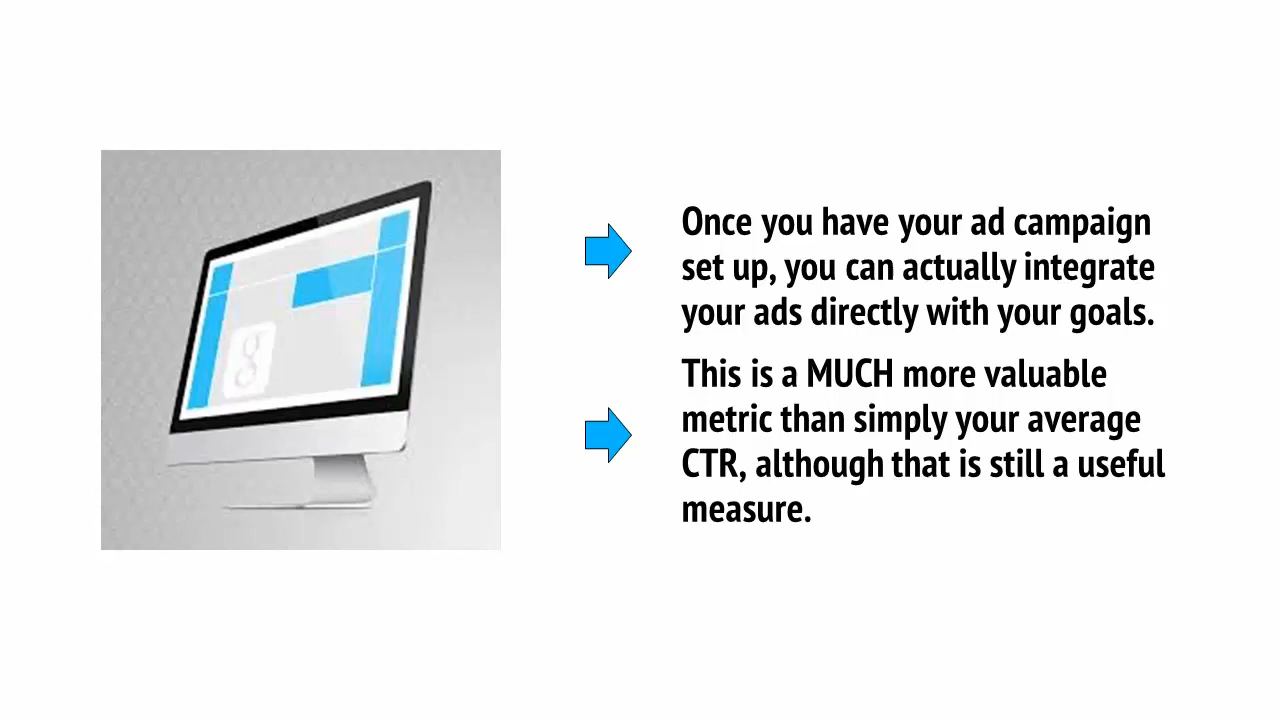 Once you have your ad campaign
set up, you can actually integrate
your ads directly with your goals.
This is a MUCH more valuable
metric than simply your average
CTR, although that is still a useful
measure.